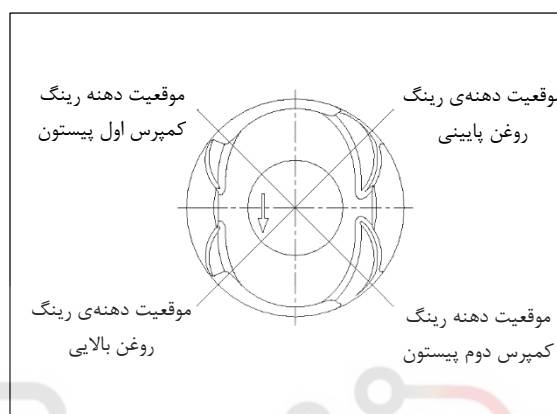 موقعیت دهنه‌ی رینگ
روغن پایینی
موقعیت دهنه رینگ
کمپرس اول پیستون
موقعیت دهنه رینگ
کمپرس دوم پیستون
موقعیت دهنه‌ی رینگ
روغن بالایی